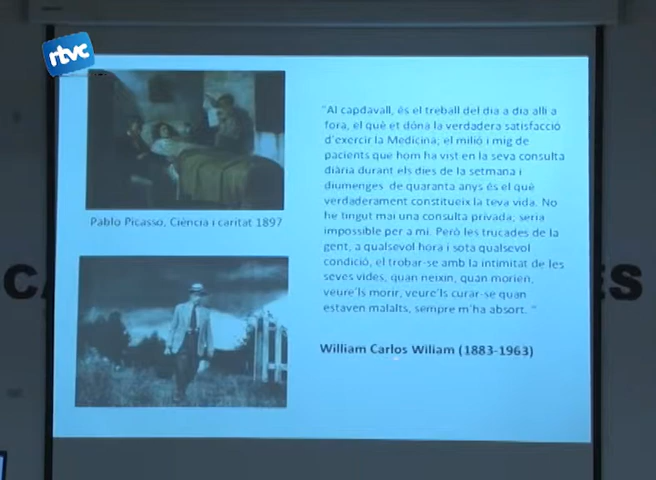 rtvc
"Al capdavall, és el treball del dia a dia allí a
fora, el què et dóna la verdadera satisfacció
d'exercir la Medicina; el milió i mig de
pacients que hom ha vist en la seva consulta
diària durant els dies de la setmana i
diumenges de quaranta anys és el què
verdaderament constitueix la teva vida. No
he tingut mai una consulta privada; seria
impossible per a mi. Però les trucades de la
gent, a qualsevol hora i sota qualsevol
condició, el trobar-se amb la intimitat de les
seves vides, quan neixin, quan morien,
veure'ls morir, veure'ls curar-se quan
estaven malalts, sempre m'ha absort. "
William Carlos Wiliam (1883-1963)
Pablo Picasso, Ciència i caritat 1897